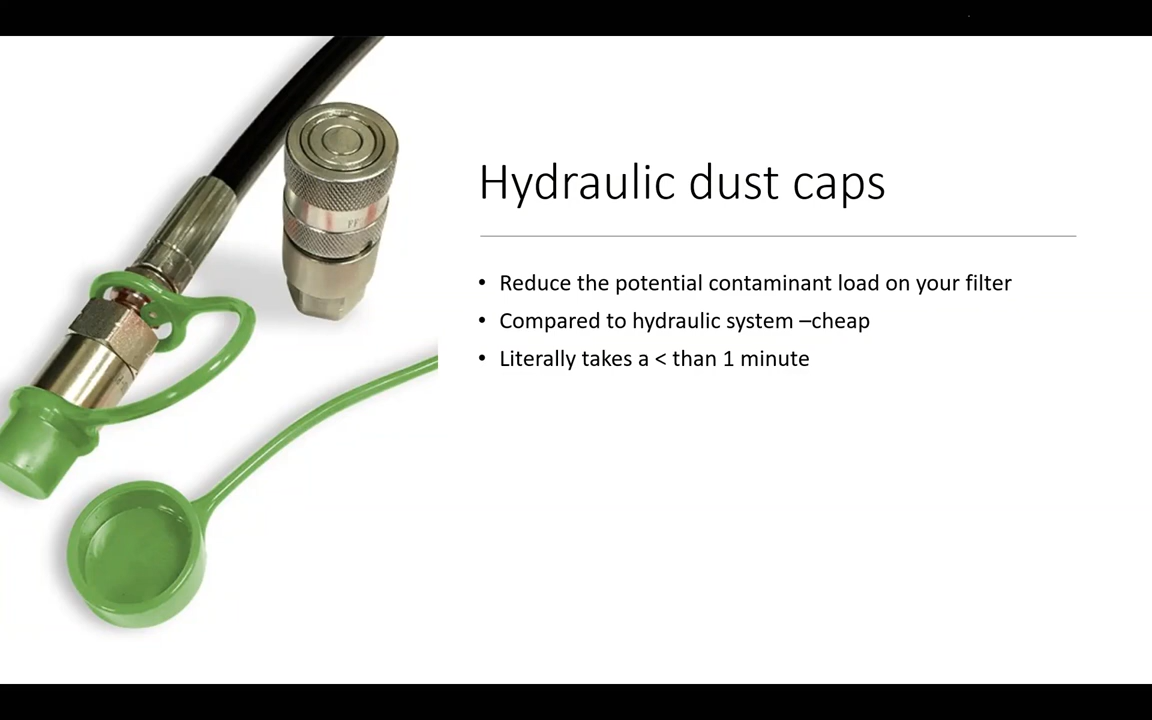 Hydraulic dust caps
• Reduce the potential contaminant load on your filter
• Compared to hydraulic system –cheap
• Literally takes a < than 1 minute
FF